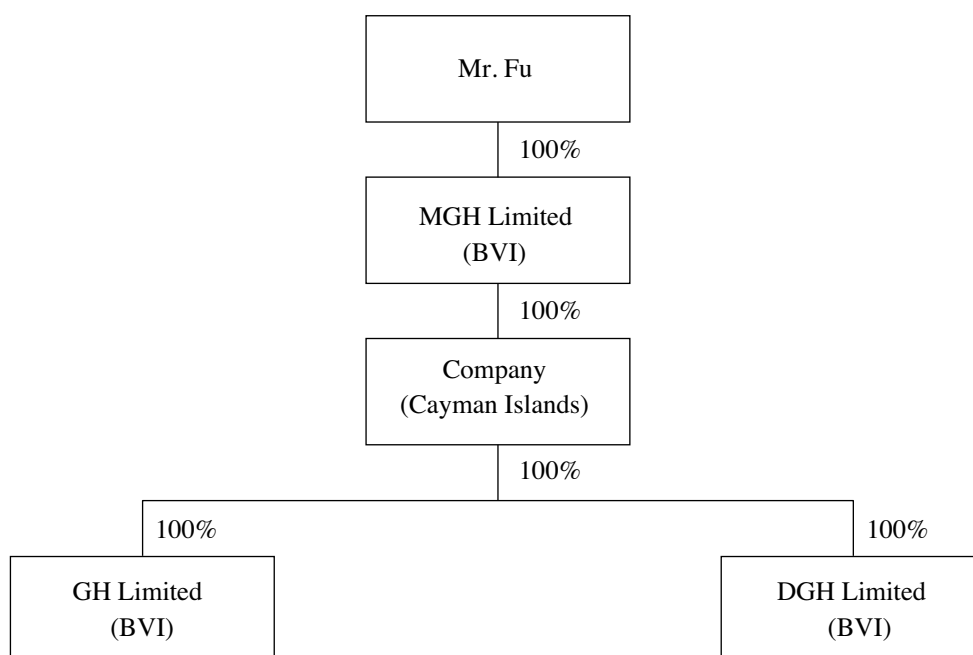 Mr. Fu
100%
MGH Limited
(BVI)
100%
Company
(Cayman Islands)
100%
100%
100%
GH Limited
(BVI)
DGH Limited
(BVI)